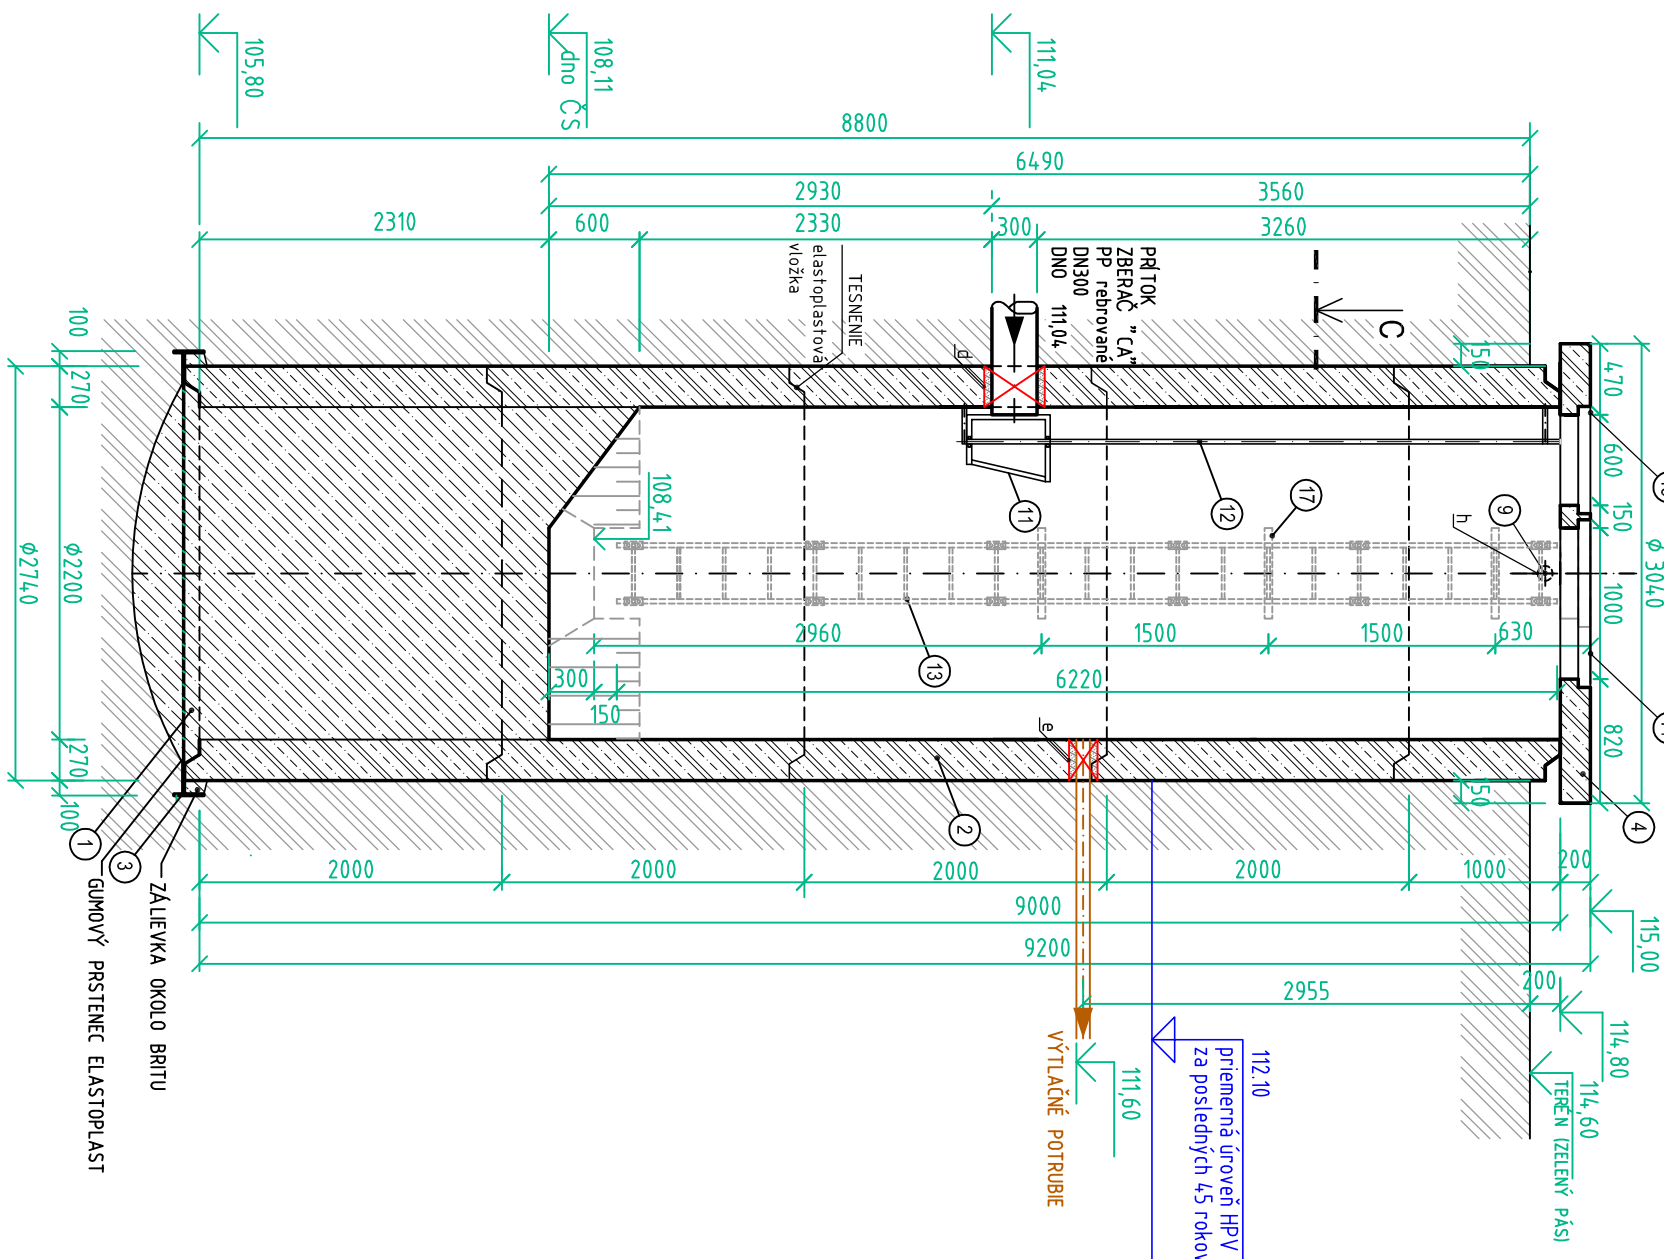 105,80
108,11
dno ČS
111,04
8800
6490
2930
3560
2310
600
2330
300
3260
TESNENIE
elastoplastová
vložka
PRÍTOK
ZBERAČ "CA"
PP rebrované
DN300
DNO 111,04
C
150
470
600
150
ϕ 3040
1000
820
150
100
270
ϕ2200
ϕ2740
270
100
d
11
12
17
9
h
108,41
2960
1500
1500
630
13
300
150
6220
e
2
4
1
3
2000
2000
2000
2000
1000
200
9000
9200
2955
200
115,00
114,80
114,60
TERÉN (ZELENÝ PÁS)
111,60
VÝTLAČNÉ POTRUBIE
112.10
priemerná úroveň HPV
za posledných 45 rokov
ZÁLIEVKA OKOLO BRITU
GUMOVÝ PRSTENEC ELASTOPLAST